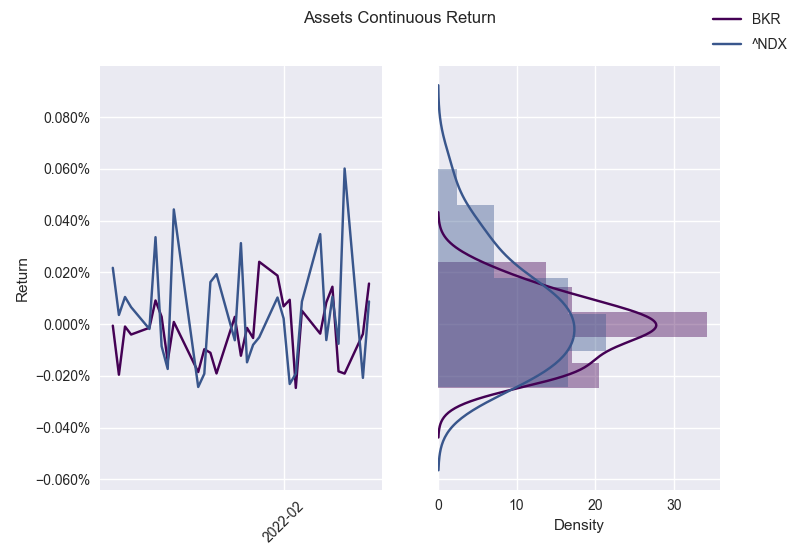 Assets Continuous Return
BKR
^NDX
Return
0.080%
0.060%
0.040%
0.020%
0.000%
−0.020%
−0.040%
−0.060%
2022-02
0 10 20 30
Density